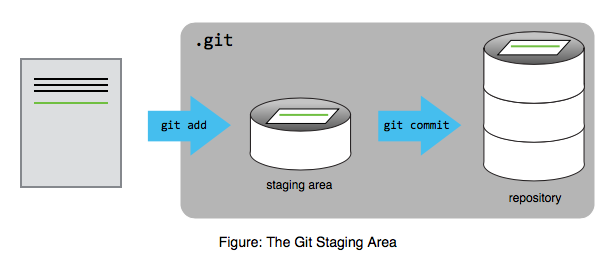 .git
git add
git commit
staging area
repository
Figure: The Git Staging Area